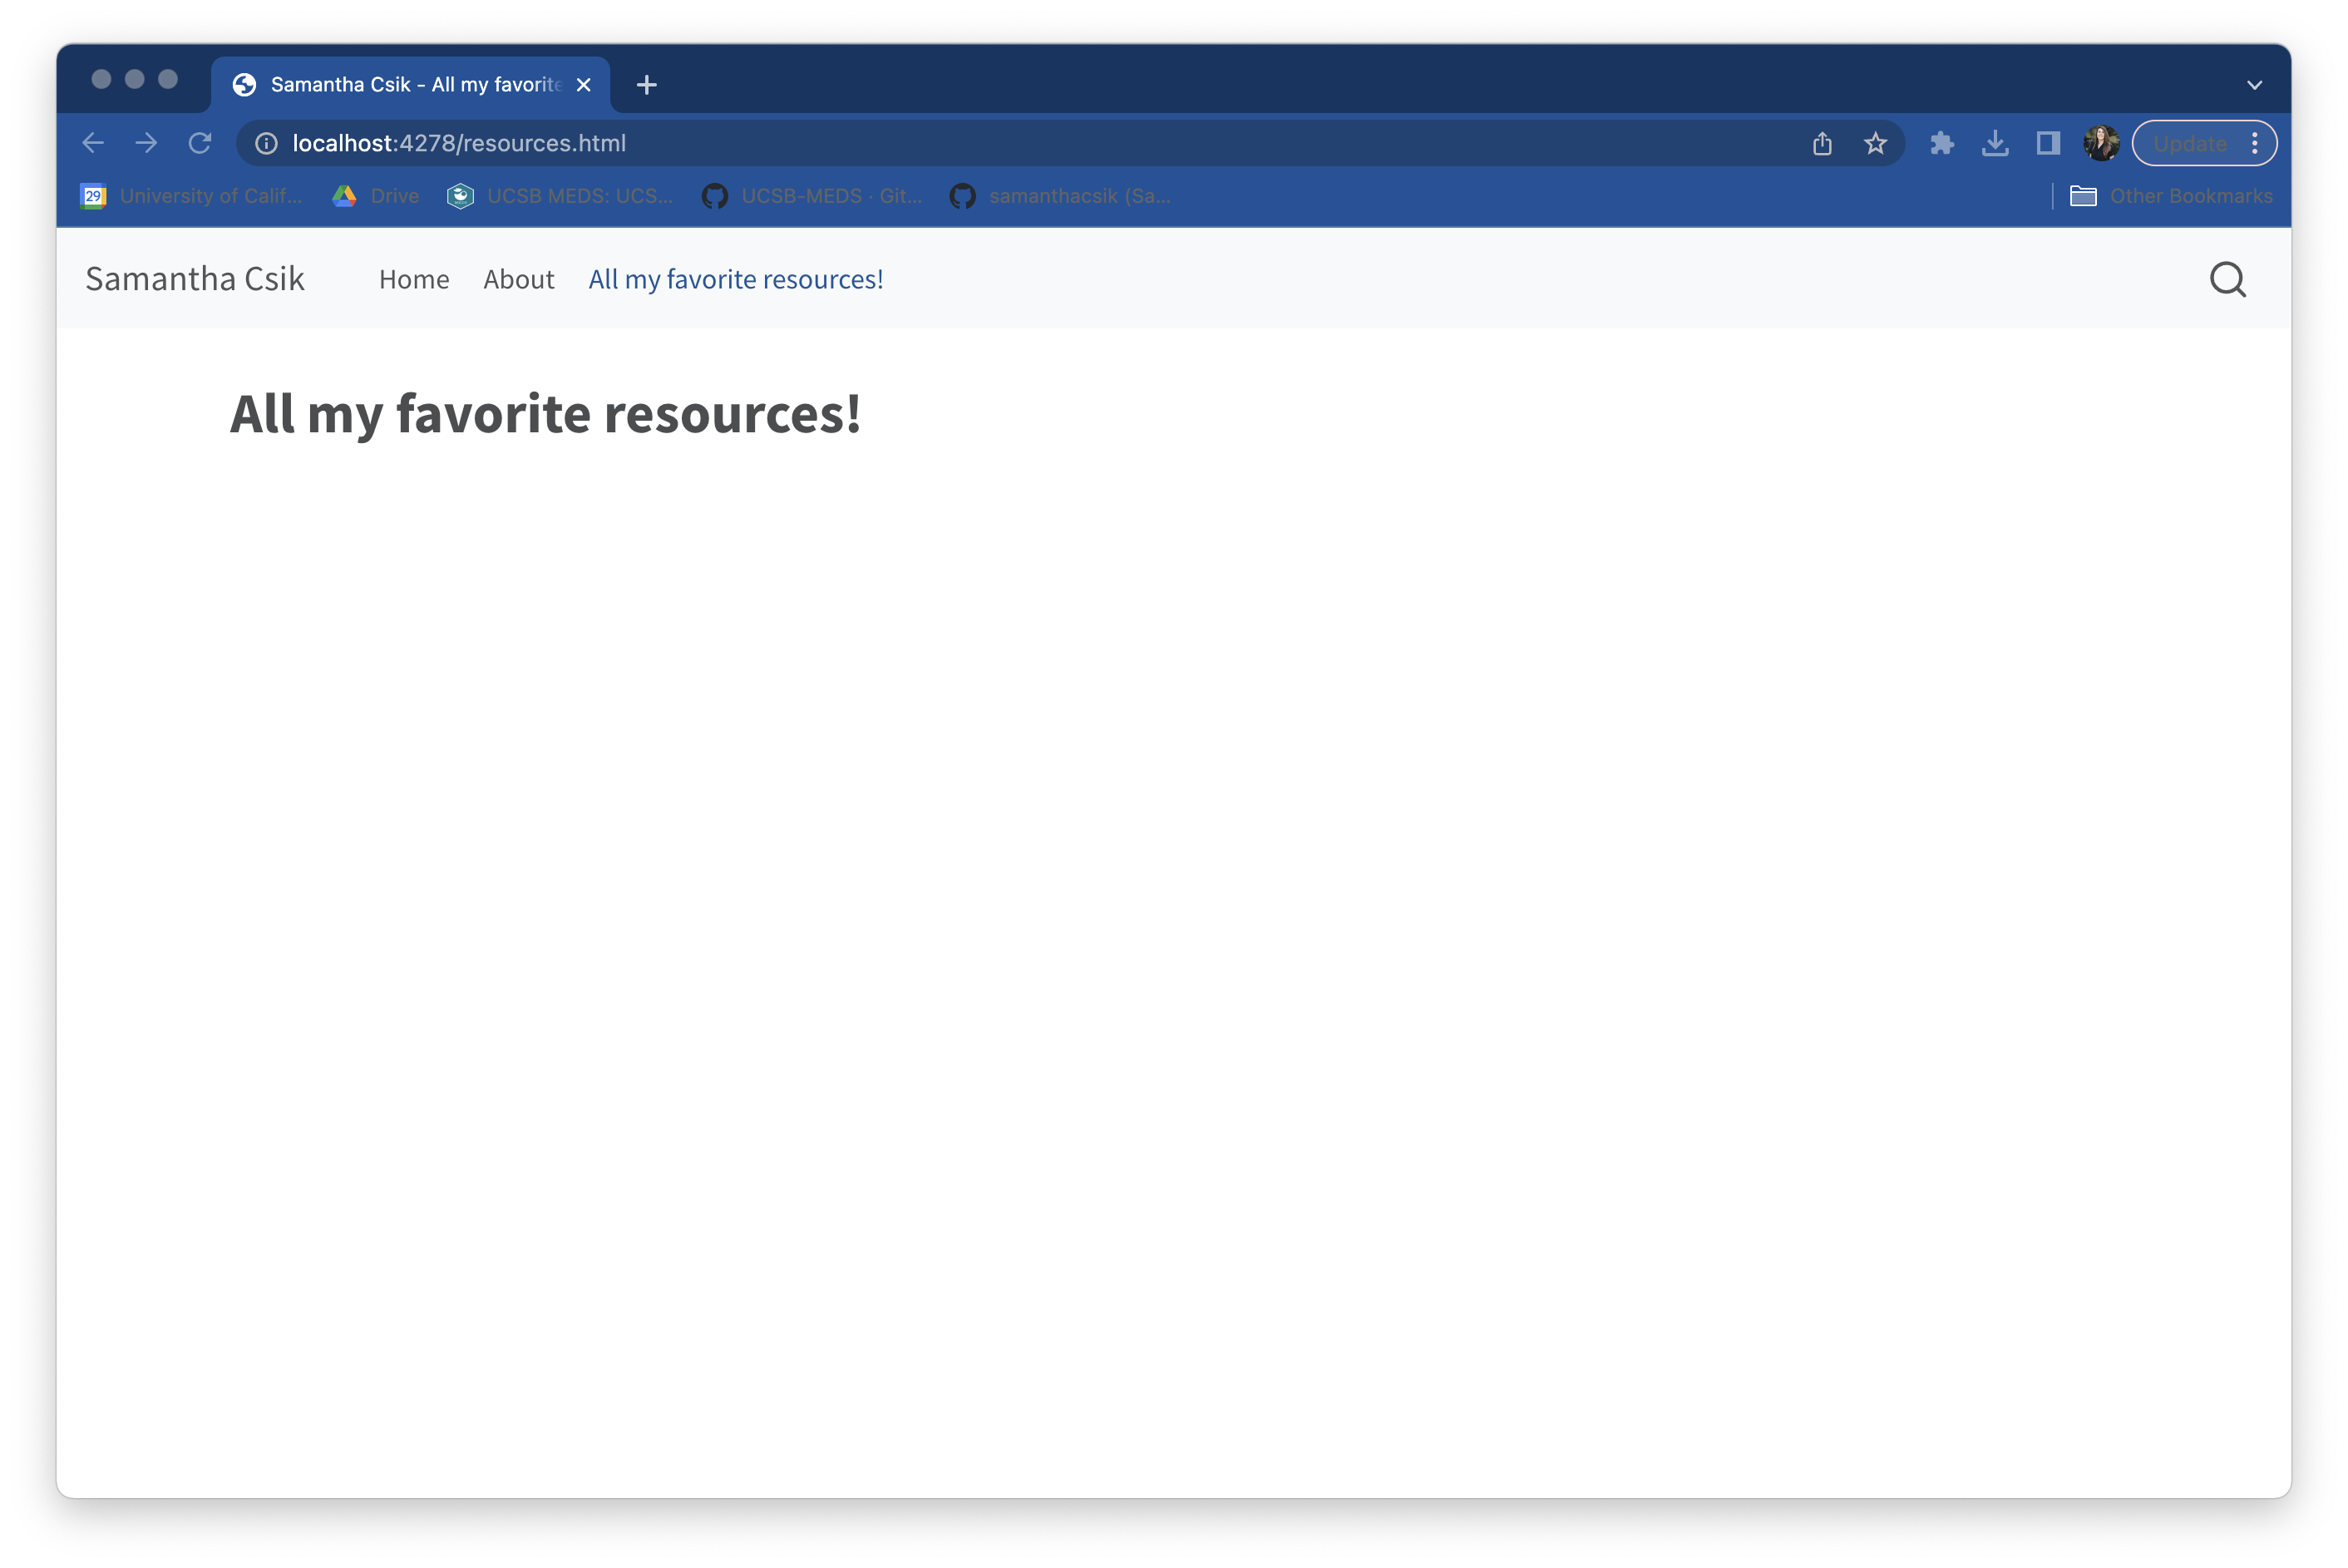 Samantha Csik - All my favorite
localhost:4278/resources.html
Update
29 University of Calif... Drive UCSB MEDS: UCS... UCSB-MEDS · Git... samanthacsik (Sa... Other Bookmarks
Samantha Csik Home About All my favorite resources!
All my favorite resources!